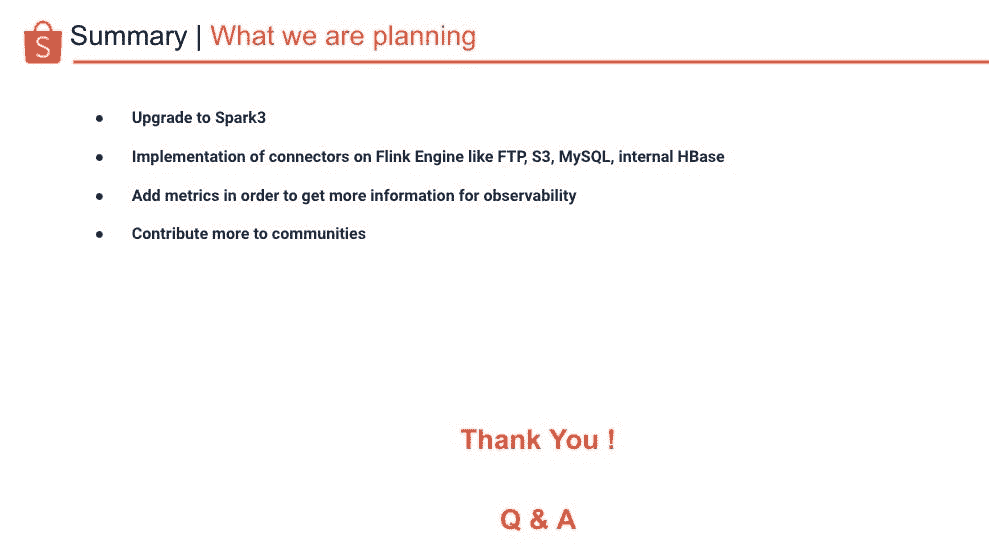 S
Summary | What we are planning
● Upgrade to Spark3
● Implementation of connectors on Flink Engine like FTP, S3, MySQL, internal HBase
● Add metrics in order to get more information for observability
● Contribute more to communities
Thank You !
Q & A